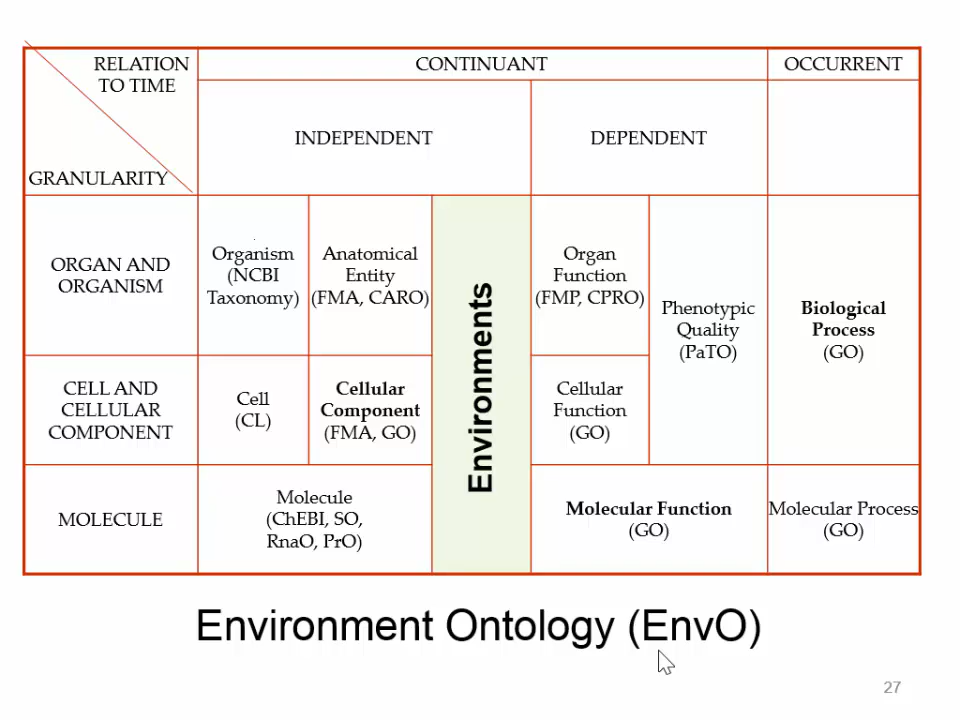 RELATION
TO TIME
GRANULARITY
CONTINUANT
OCCURRENT
INDEPENDENT
DEPENDENT
ORGAN AND
ORGANISM
Organism
(NCBI
Taxonomy)
Anatomical
Entity
(FMA, CARO)
Environments
Organ
Function
(FMP, CPRO)
Phenotypic
Quality
(PaTO)
Biological
Process
(GO)
CELL AND
CELLULAR
COMPONENT
Cell
(CL)
Cellular
Component
(FMA, GO)
Cellular
Function
(GO)
MOLECULE
Molecule
(ChEBI, SO,
RnaO, PrO)
Molecular Function
(GO)
Molecular Process
(GO)
Environment Ontology (EnvO)
27